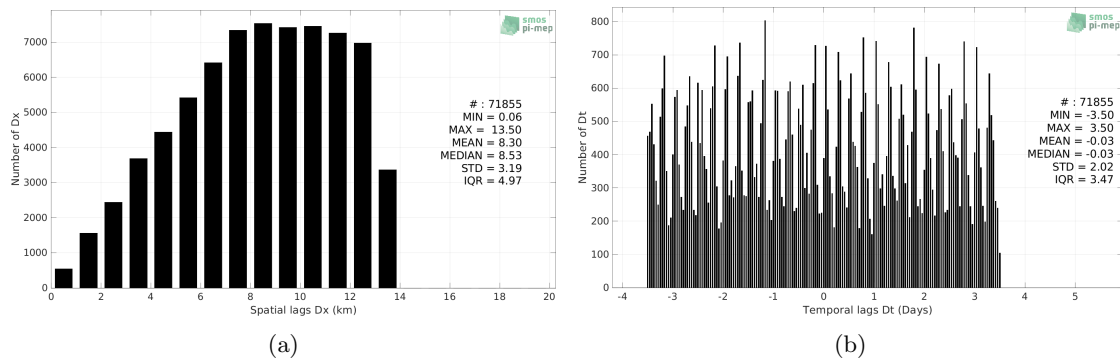 smos
pi-mep
7000
6000
5000
4000
3000
2000
1000
0
Number of Dx
# : 71855
MIN = 0.06
MAX = 13.50
MEAN = 8.30
MEDIAN = 8.53
STD = 3.19
IQR = 4.97
0 2 4 6 8 10 12 14 16 18 20
Spatial lags Dx (km)
(a)
smos
pi-mep
800
700
600
500
400
300
200
100
0
Number of Dt
# : 71855
MIN = -3.50
MAX = 3.50
MEAN = -0.03
MEDIAN = -0.03
STD = 2.02
IQR = 3.47
-4 -3 -2 -1 0 1 2 3 4 5
Temporal lags Dt (Days)
(b)